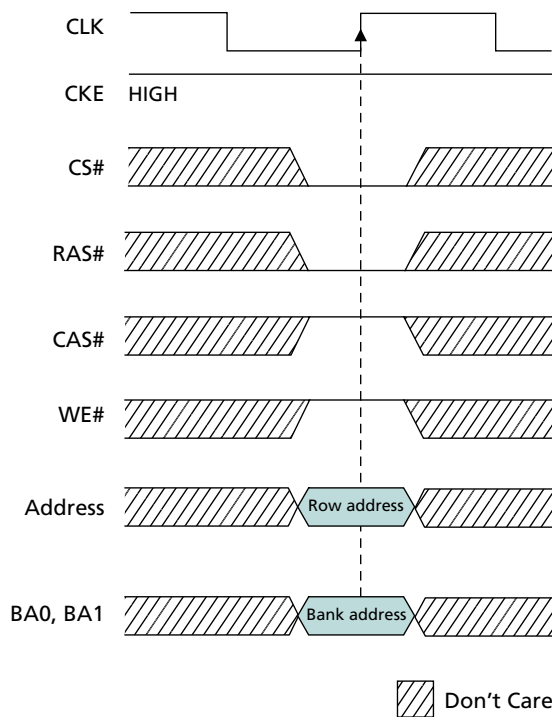 CLK
CKE HIGH
CS#
RAS#
CAS#
WE#
Address Row address
BA0, BA1 Bank address
Don't Care